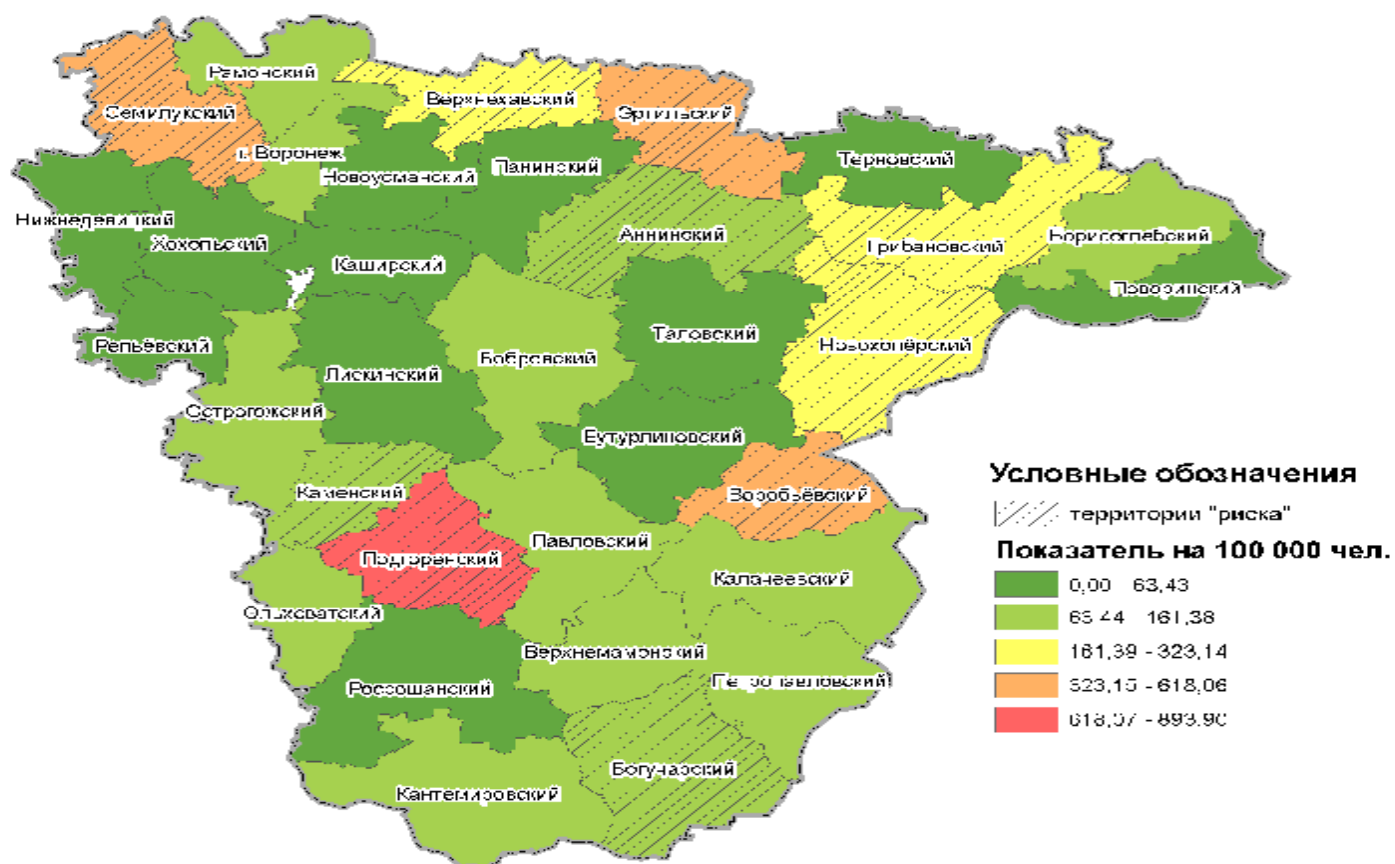 Рамонский
Семилукский
Верхнехавский
Эртильский
г. Воронеж
Новоусманский
Панинский
Терновский
Нижнедевицкий
Хохольский
Каширский
Аннинский
Грибановский
Борисоглебский
Поворинский
Репьёвский
Лискинский
Бобровский
Таловский
Новохопёрский
Острогожский
Бутурлиновский
Каменский
Воробьёвский
Подгоренский
Павловский
Калачеевский
Ольховатский
Верхнемамонский
Петропавловский
Россошанский
Богучарский
Кантемировский
Условные обозначения
территории "риска"
Показатель на 100 000 чел.
0,00 - 63,43
63,44 - 161,38
161,39 - 323,14
323,15 - 618,06
618,07 - 893,90